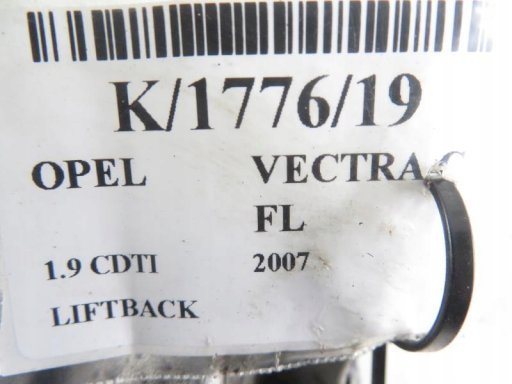 K/1776/19
OPEL VECTRA C
FL
1.9 CDTI 2007
LIFTBACK